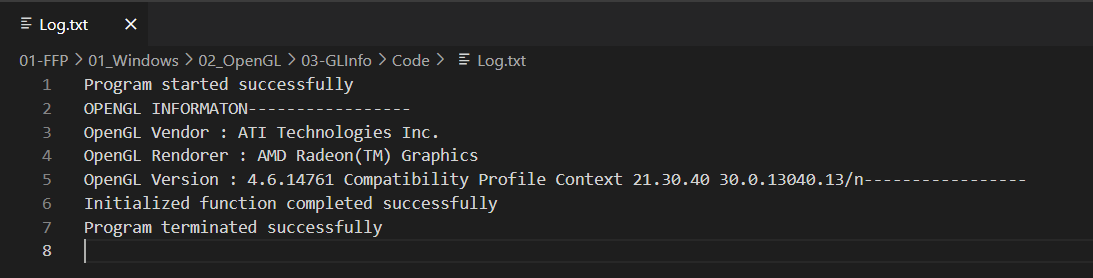 Log.txt
01-FFP > 01_Windows > 02_OpenGL > 03-GLInfo > Code > Log.txt
1 Program started successfully
2 OPENGL INFORMATON-----------------
3 OpenGL Vendor : ATI Technologies Inc.
4 OpenGL Rendorer : AMD Radeon(TM) Graphics
5 OpenGL Version : 4.6.14761 Compatibility Profile Context 21.30.40 30.0.13040.13/n-----------------
6 Initialized function completed successfully
7 Program terminated successfully
8